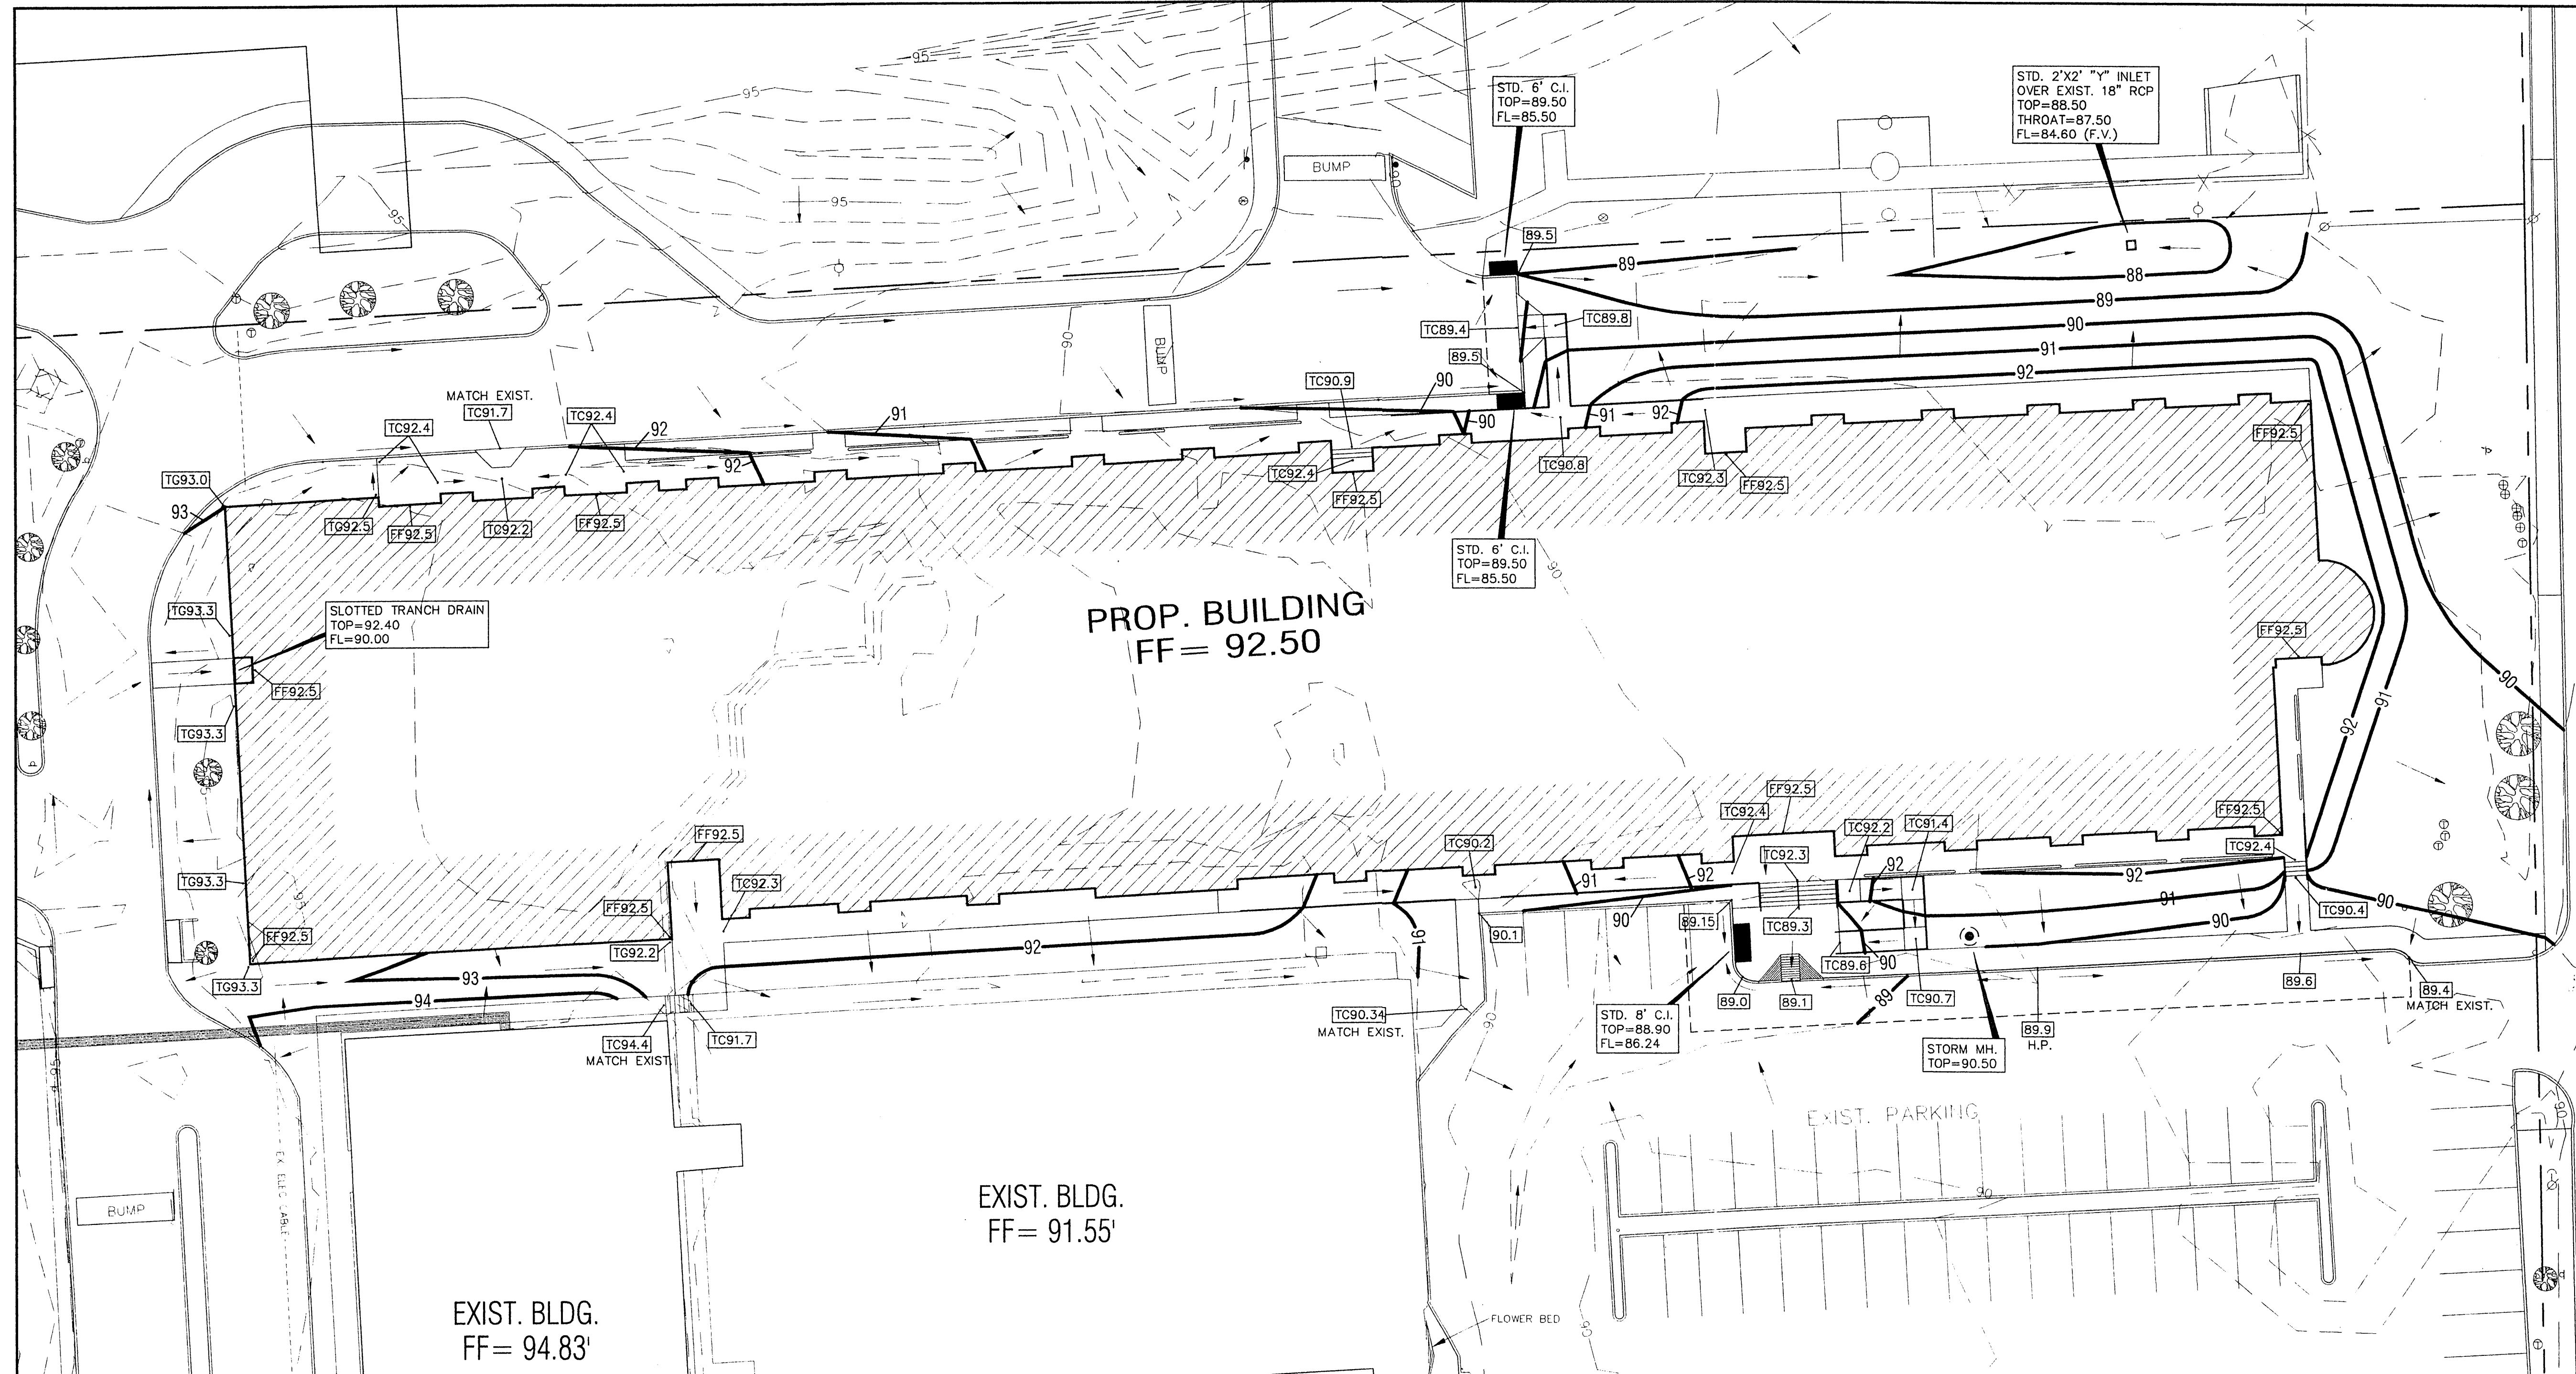 95
95
95
95
STD. 6' C.I.
TOP=89.50
FL=85.50
STD. 2'X2' "Y" INLET
OVER EXIST. 18" RCP
TOP=88.50
THROAT=87.50
FL=84.60 (F.V.)
BUMP
90
89.5
89
88
89
TC89.4
TC89.8
90
BUMP
89.5
90
91
92
MATCH EXIST.
TC91.7
TC92.4
TC92.4
92
91
TC90.9
90
90
91
92
92
TG93.0
93
TG92.5
FF92.5
TC92.2
FF92.5
TC92.4
FF92.5
TC90.8
TC92.3
FF92.5
FF92.5
STD. 6' C.I.
TOP=89.50
FL=85.50
90
TG93.3
SLOTTED TRANCH DRAIN
TOP=92.40
FL=90.00
PROP. BUILDING
FF= 92.50
FF92.5
FF92.5
90
91
92
TG93.3
TG93.3
FF92.5
TC92.3
TC90.2
TC92.4
FF92.5
TC92.3
TC92.2
TC91.4
FF92.5
TC92.4
91
92
92
92
91
90
FF92.5
FF92.5
TG92.2
92
91
90.1
90
89.15
TC89.3
TC89.6
90
TC90.4
90
TG93.3
93
94
TC94.4
MATCH EXIST.
TC91.7
TC90.34
MATCH EXIST.
90
STD. 8' C.I.
TOP=88.90
FL=86.24
89.0
89.1
89
TC90.7
89.9
H.P.
89.6
89.4
MATCH EXIST.
STORM MH.
TOP=90.50
EXIST. PARKING
90
90
90
EX ELEC CABLE
BUMP
EXIST. BLDG.
FF= 91.55'
EXIST. BLDG.
FF= 94.83'
FLOWER BED